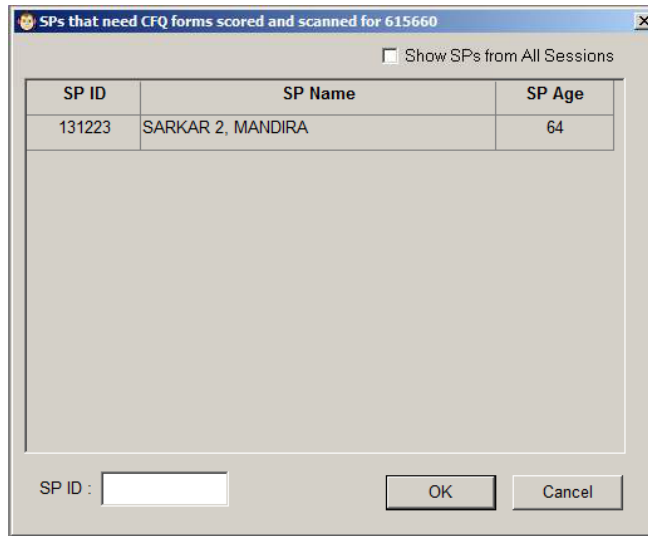 SPs that need CFQ forms scored and scanned for 615660
Show SPs from All Sessions
SP ID SP Name SP Age
131223 SARKAR 2, MANDIRA 64
SP ID : OK Cancel